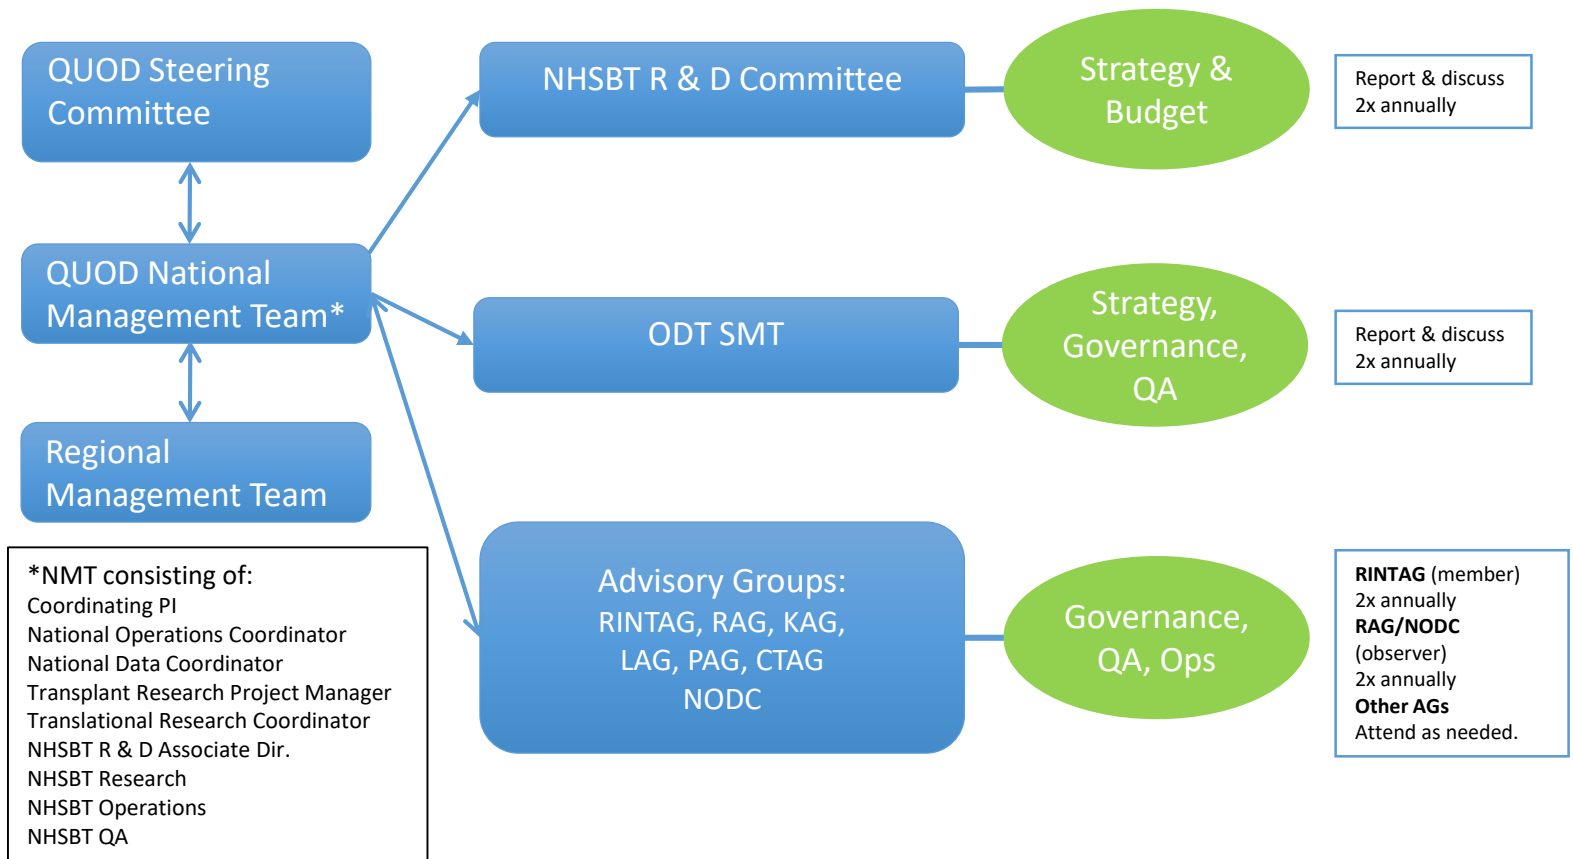 QUOD Steering
Committee
NHSBT R & D Committee
Strategy &
Budget
Report & discuss
2x annually
QUOD National
Management Team*
ODT SMT
Strategy,
Governance,
QA
Report & discuss
2x annually
Regional
Management Team
Advisory Groups:
RINTAG, RAG, KAG,
LAG, PAG, CTAG
NODC
Governance,
QA, Ops
RINTAG (member)
2x annually
RAG/NODC
(observer)
2x annually
Other AGs
Attend as needed.
*NMT consisting of:
Coordinating PI
National Operations Coordinator
National Data Coordinator
Transplant Research Project Manager
Translational Research Coordinator
NHSBT R & D Associate Dir.
NHSBT Research
NHSBT Operations
NHSBT QA